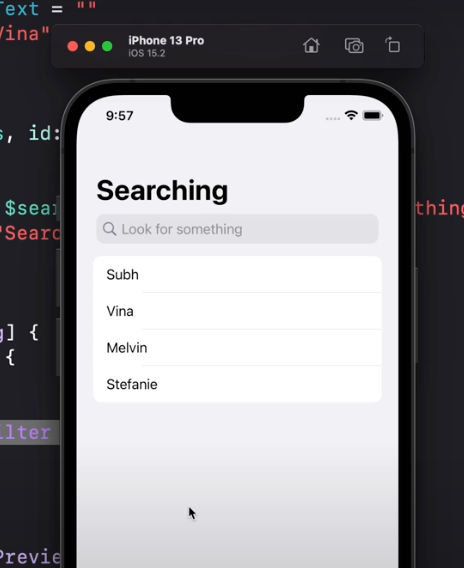 Text = ""
Vina"
iPhone 13 Pro
iOS 15.2
9:57
s, id:
Searching
$sear
thing
"Searc
Look for something
Subh
Vina
g] {
Melvin
{
Stefanie
ilter
Previe